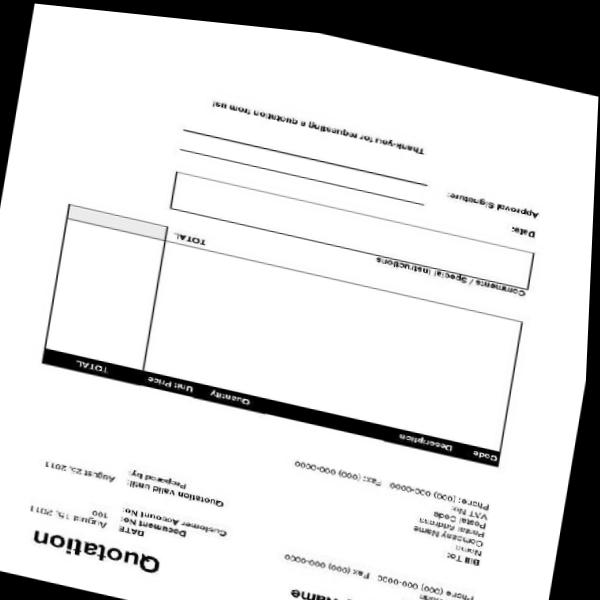 Name
Phone (000) 000-0000 Fax (000) 000-0000
Quotation
DATE August 15, 2011
Document No: 100
Customer Account No:
Quotation valid until: August 25, 2011
Prepared by:
Bill To:
Name
Company Name
Postal Address
Postal Code
VAT No:
Phone: (000) 000-0000 Fax: (000) 000-0000
Code Description Quantity Unit Price TOTAL
TOTAL
Comments / Special Instructions
Date:
Approval Signature:
Thank-you for requesting a quotation from us!